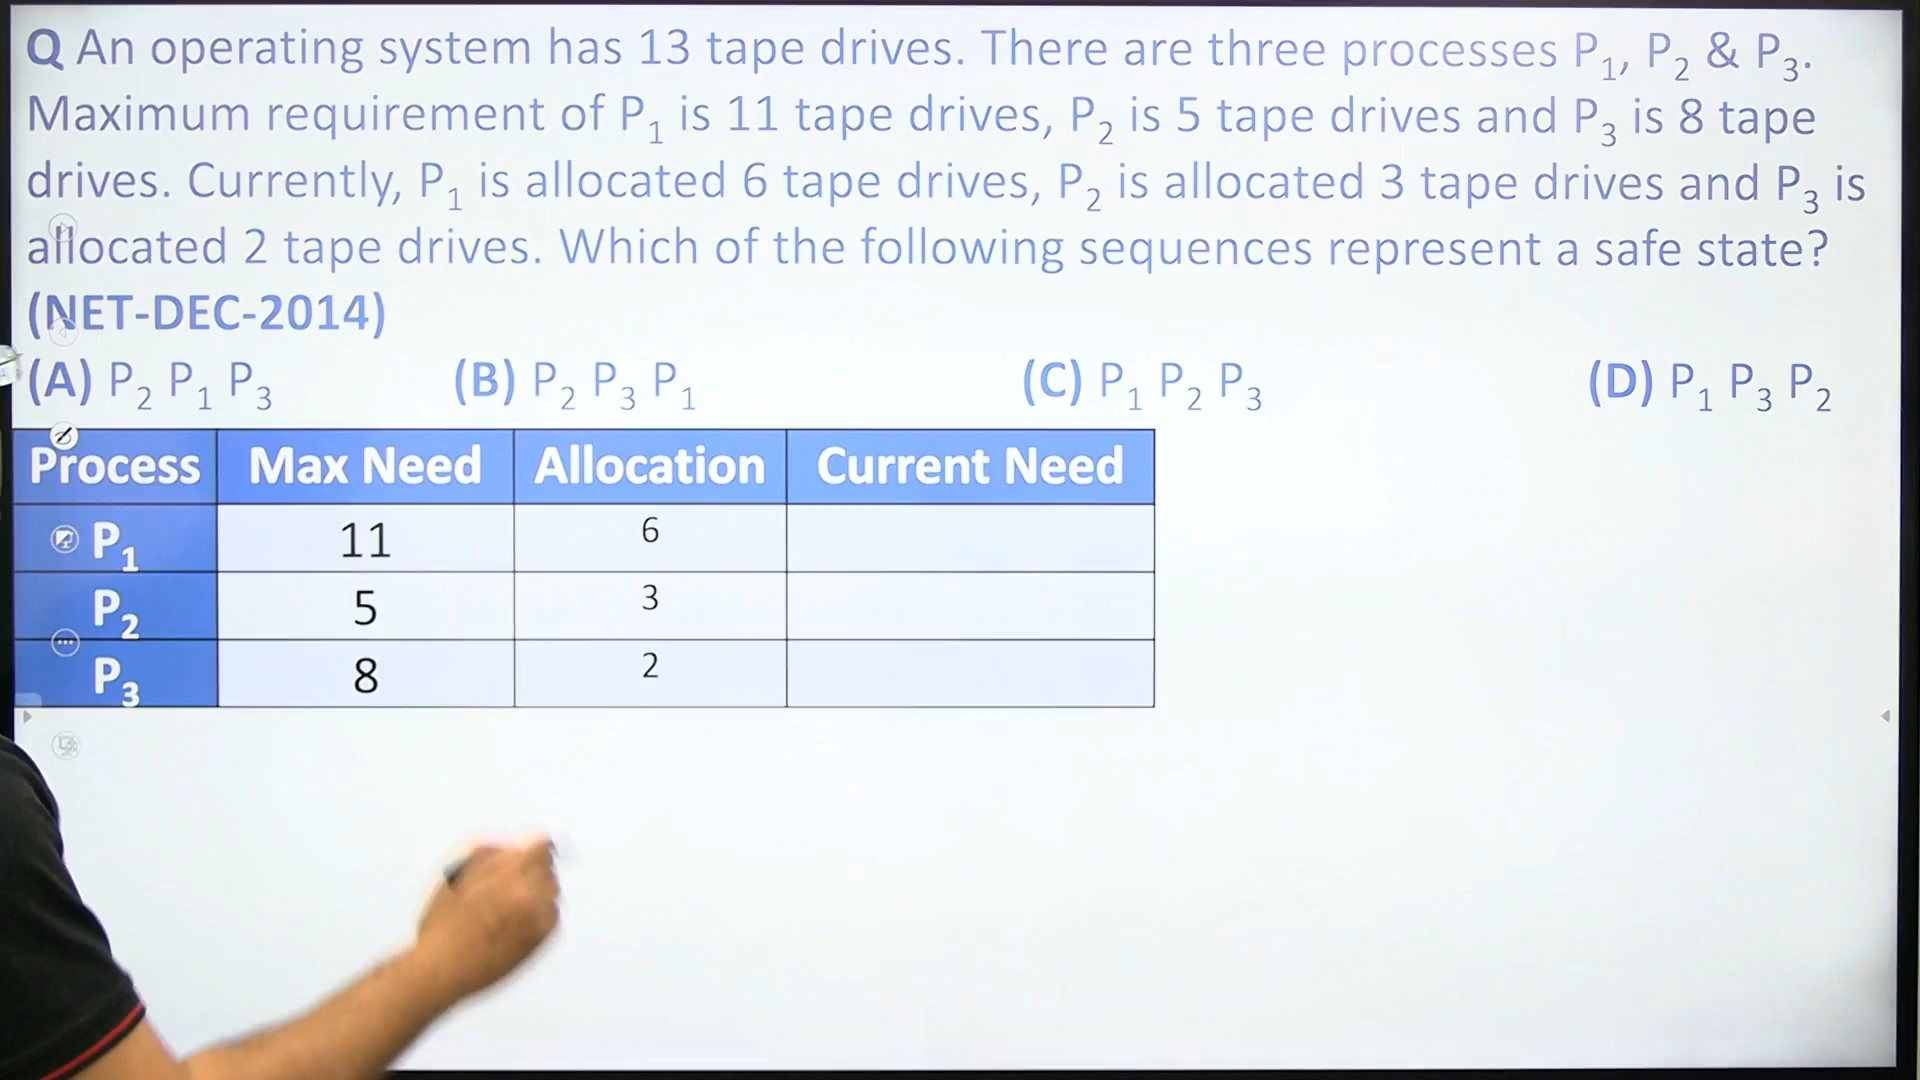 Q An operating system has 13 tape drives. There are three processes P₁, P₂ & P₃.
Maximum requirement of P₁ is 11 tape drives, P₂ is 5 tape drives and P₃ is 8 tape
drives. Currently, P₁ is allocated 6 tape drives, P₂ is allocated 3 tape drives and P₃ is
allocated 2 tape drives. Which of the following sequences represent a safe state?
(NET-DEC-2014)
(A) P₂ P₁ P₃ (B) P₂ P₃ P₁ (C) P₁ P₂ P₃ (D) P₁ P₃ P₂
Process Max Need Allocation Current Need
P₁ 11 6
P₂ 5 3
P₃ 8 2